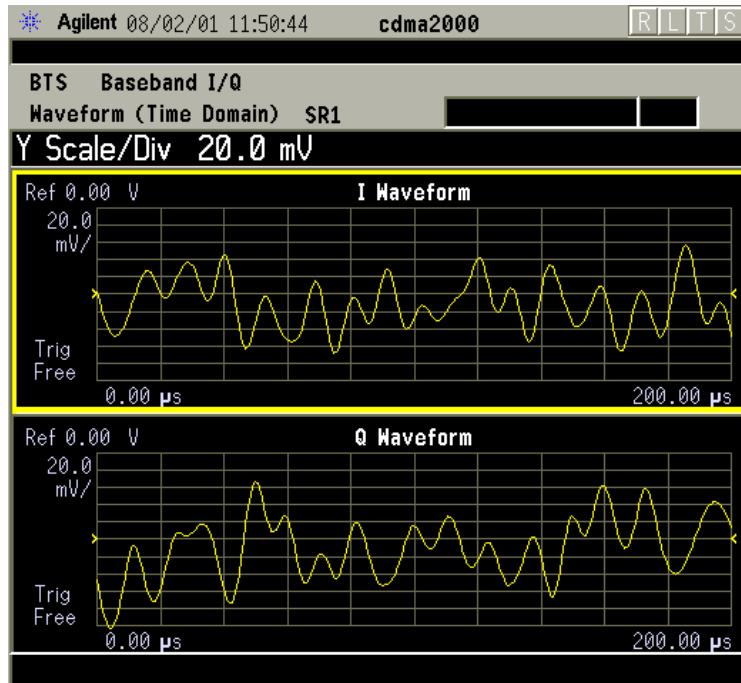 Agilent 08/02/01 11:50:44 cdma2000 R L T S
BTS Baseband I/Q
Waveform (Time Domain) SR1
Y Scale/Div 20.0 mV
Ref 0.00 V I Waveform
20.0
mV/
Trig
Free
0.00 µs 200.00 µs
Ref 0.00 V Q Waveform
20.0
mV/
Trig
Free
0.00 µs 200.00 µs